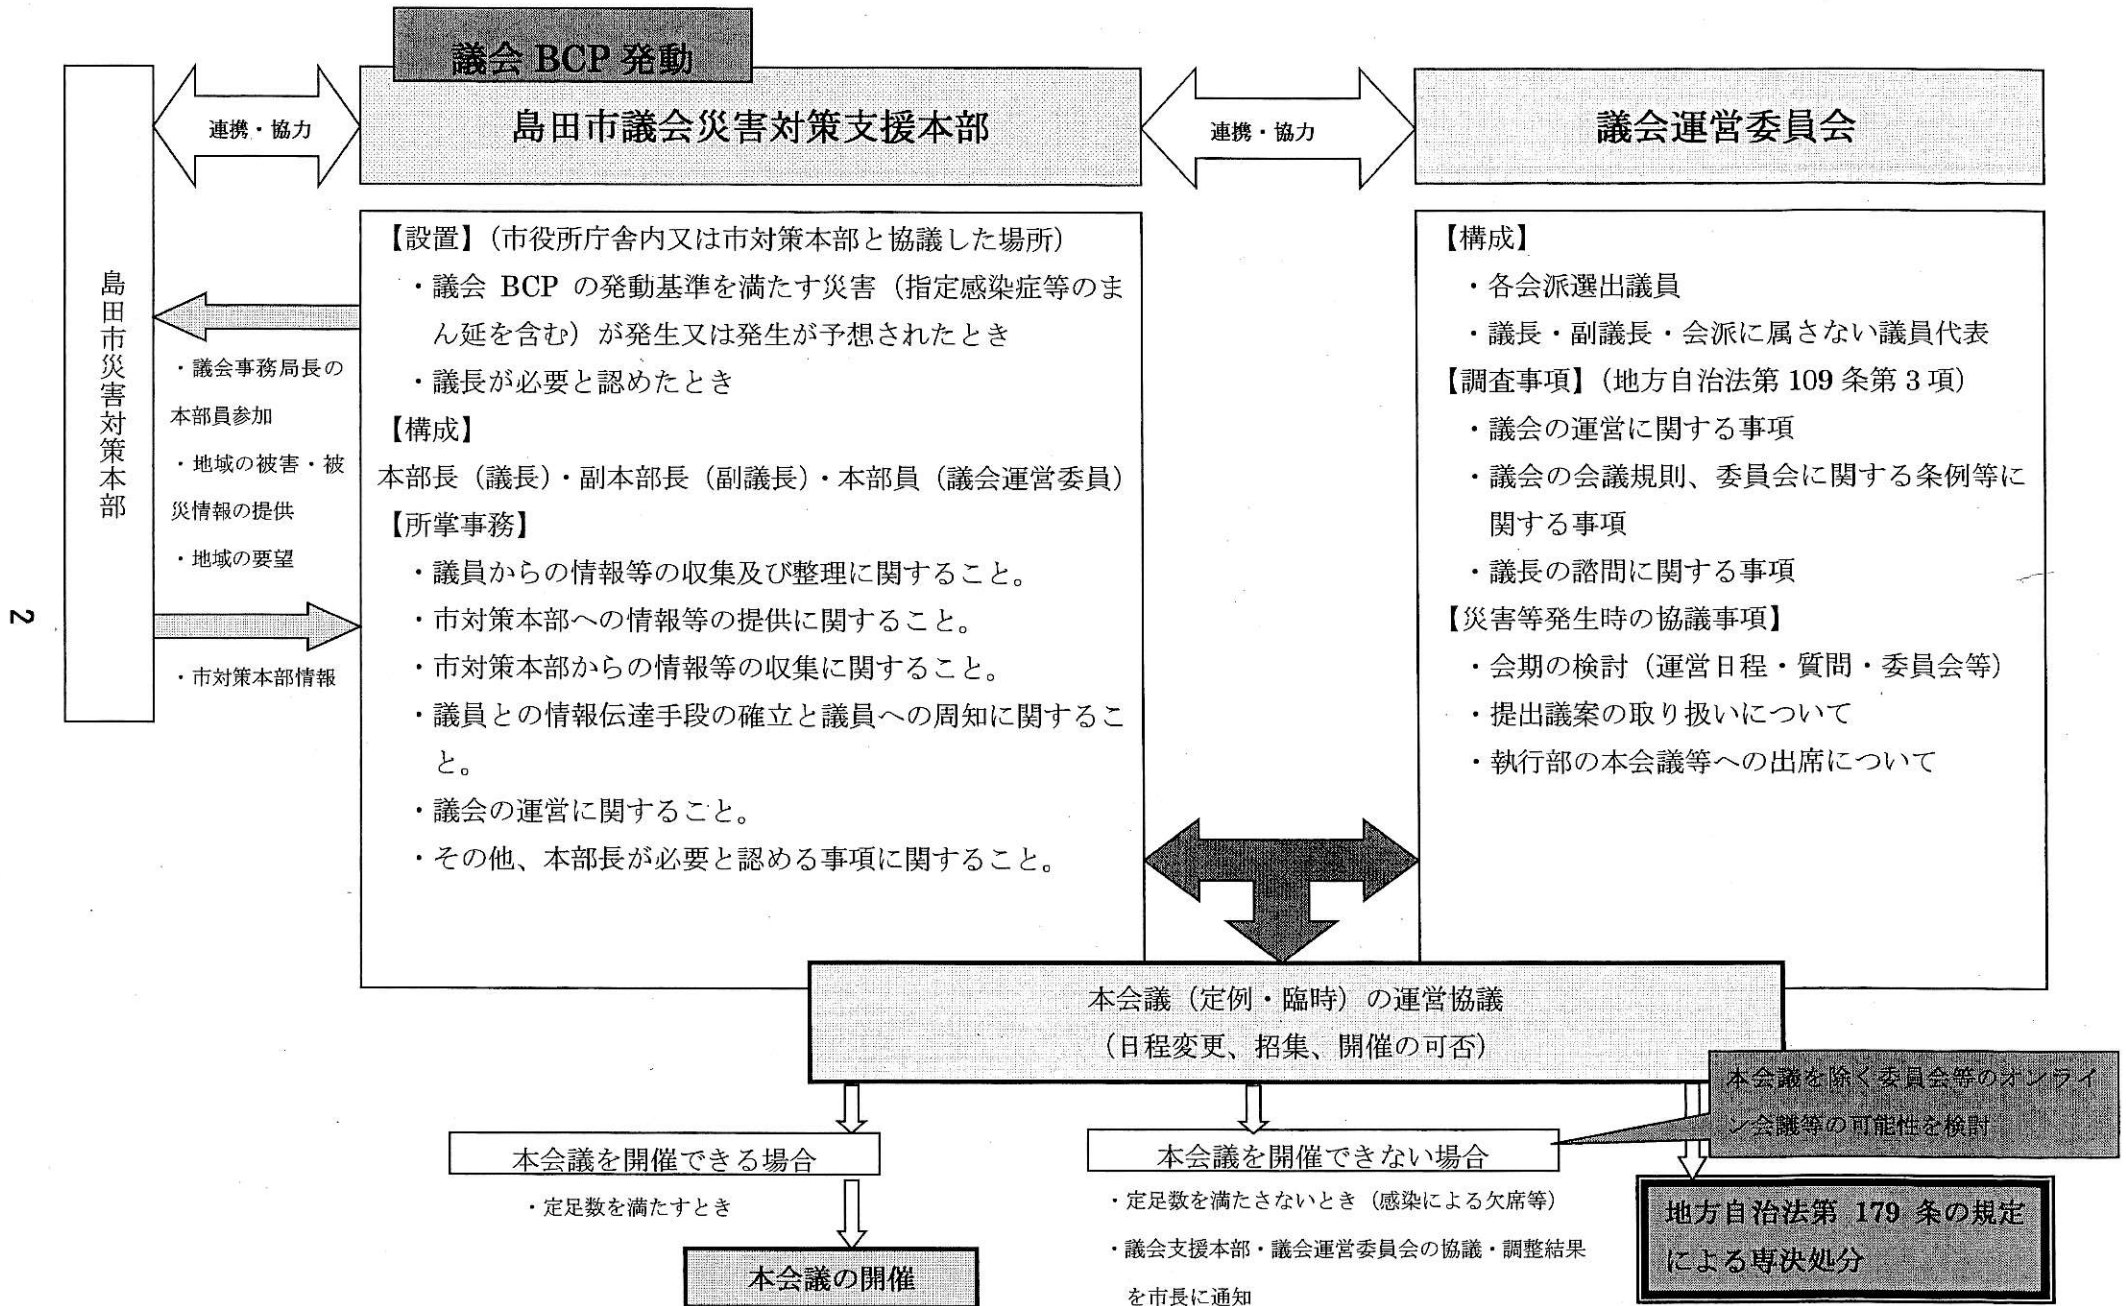 議会 BCP 発動
島田市災害対策本部
連携・協力
島田市議会災害対策支援本部
連携・協力
議会運営委員会
・議会事務局長の
本部員参加
・地域の被害・被
災情報の提供
・地域の要望
・市対策本部情報
【設置】（市役所庁舎内又は市対策本部と協議した場所）
・議会 BCP の発動基準を満たす災害（指定感染症等のま
ん延を含む）が発生又は発生が予想されたとき
・議長が必要と認めたとき
【構成】
本部長（議長）・副本部長（副議長）・本部員（議会運営委員）
【所掌事務】
・議員からの情報等の収集及び整理に関すること。
・市対策本部への情報等の提供に関すること。
・市対策本部からの情報等の収集に関すること。
・議員との情報伝達手段の確立と議員への周知に関するこ
と。
・議会の運営に関すること。
・その他、本部長が必要と認める事項に関すること。
【構成】
・各会派選出議員
・議長・副議長・会派に属さない議員代表
【調査事項】（地方自治法第 109 条第 3 項）
・議会の運営に関する事項
・議会の会議規則、委員会に関する条例等に
関する事項
・議長の諮問に関する事項
【災害等発生時の協議事項】
・会期の検討（運営日程・質問・委員会等）
・提出議案の取り扱いについて
・執行部の本会議等への出席について
本会議（定例・臨時）の運営協議
（日程変更、招集、開催の可否）
本会議を除く委員会等のオンライ
ン会議等の可能性を検討
本会議を開催できる場合
・定足数を満たすとき
本会議の開催
本会議を開催できない場合
・定足数を満たさないとき（感染による欠席等）
・議会支援本部・議会運営委員会の協議・調整結果
を市長に通知
地方自治法第 179 条の規定
による専決処分
2